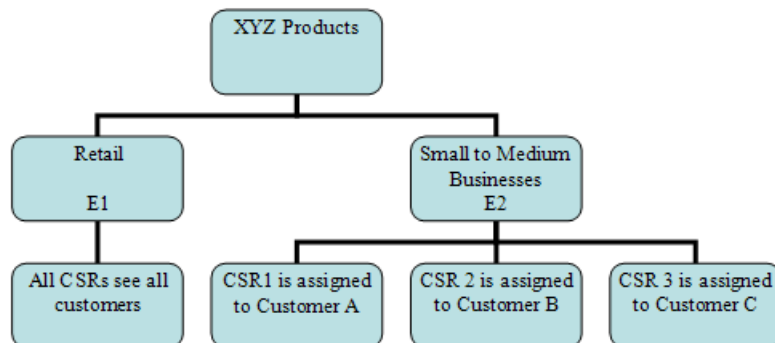 XYZ Products
Retail
E1
Small to Medium
Businesses
E2
All CSRs see all
customers
CSR1 is assigned
to Customer A
CSR 2 is assigned
to Customer B
CSR 3 is assigned
to Customer C